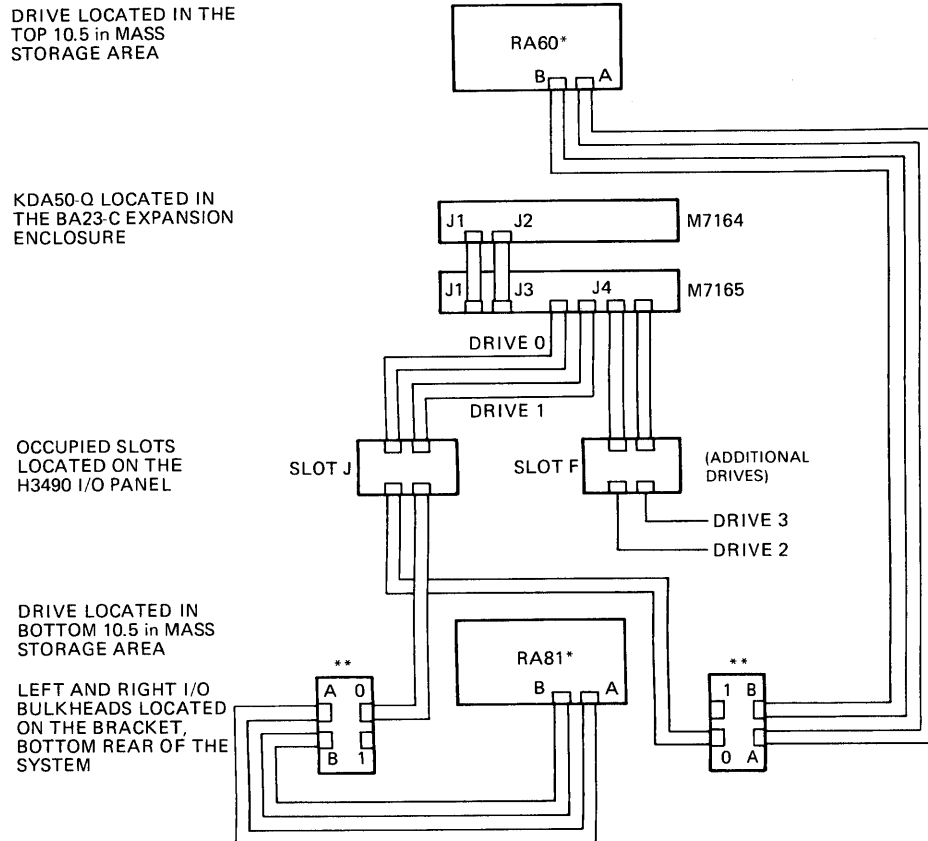 DRIVE LOCATED IN THE
TOP 10.5 in MASS
STORAGE AREA
RA60*
B A
KDA50-Q LOCATED IN
THE BA23-C EXPANSION
ENCLOSURE
J1 J2
M7164
J1 J3 J4
M7165
DRIVE 0
DRIVE 1
OCCUPIED SLOTS
LOCATED ON THE
H3490 I/O PANEL
SLOT J
SLOT F
(ADDITIONAL
DRIVES)
DRIVE 3
DRIVE 2
DRIVE LOCATED IN
BOTTOM 10.5 in MASS
STORAGE AREA
RA81*
B A
**
**
LEFT AND RIGHT I/O
BULKHEADS LOCATED
ON THE BRACKET,
BOTTOM REAR OF THE
SYSTEM
A 0
B 1
1 B
0 A